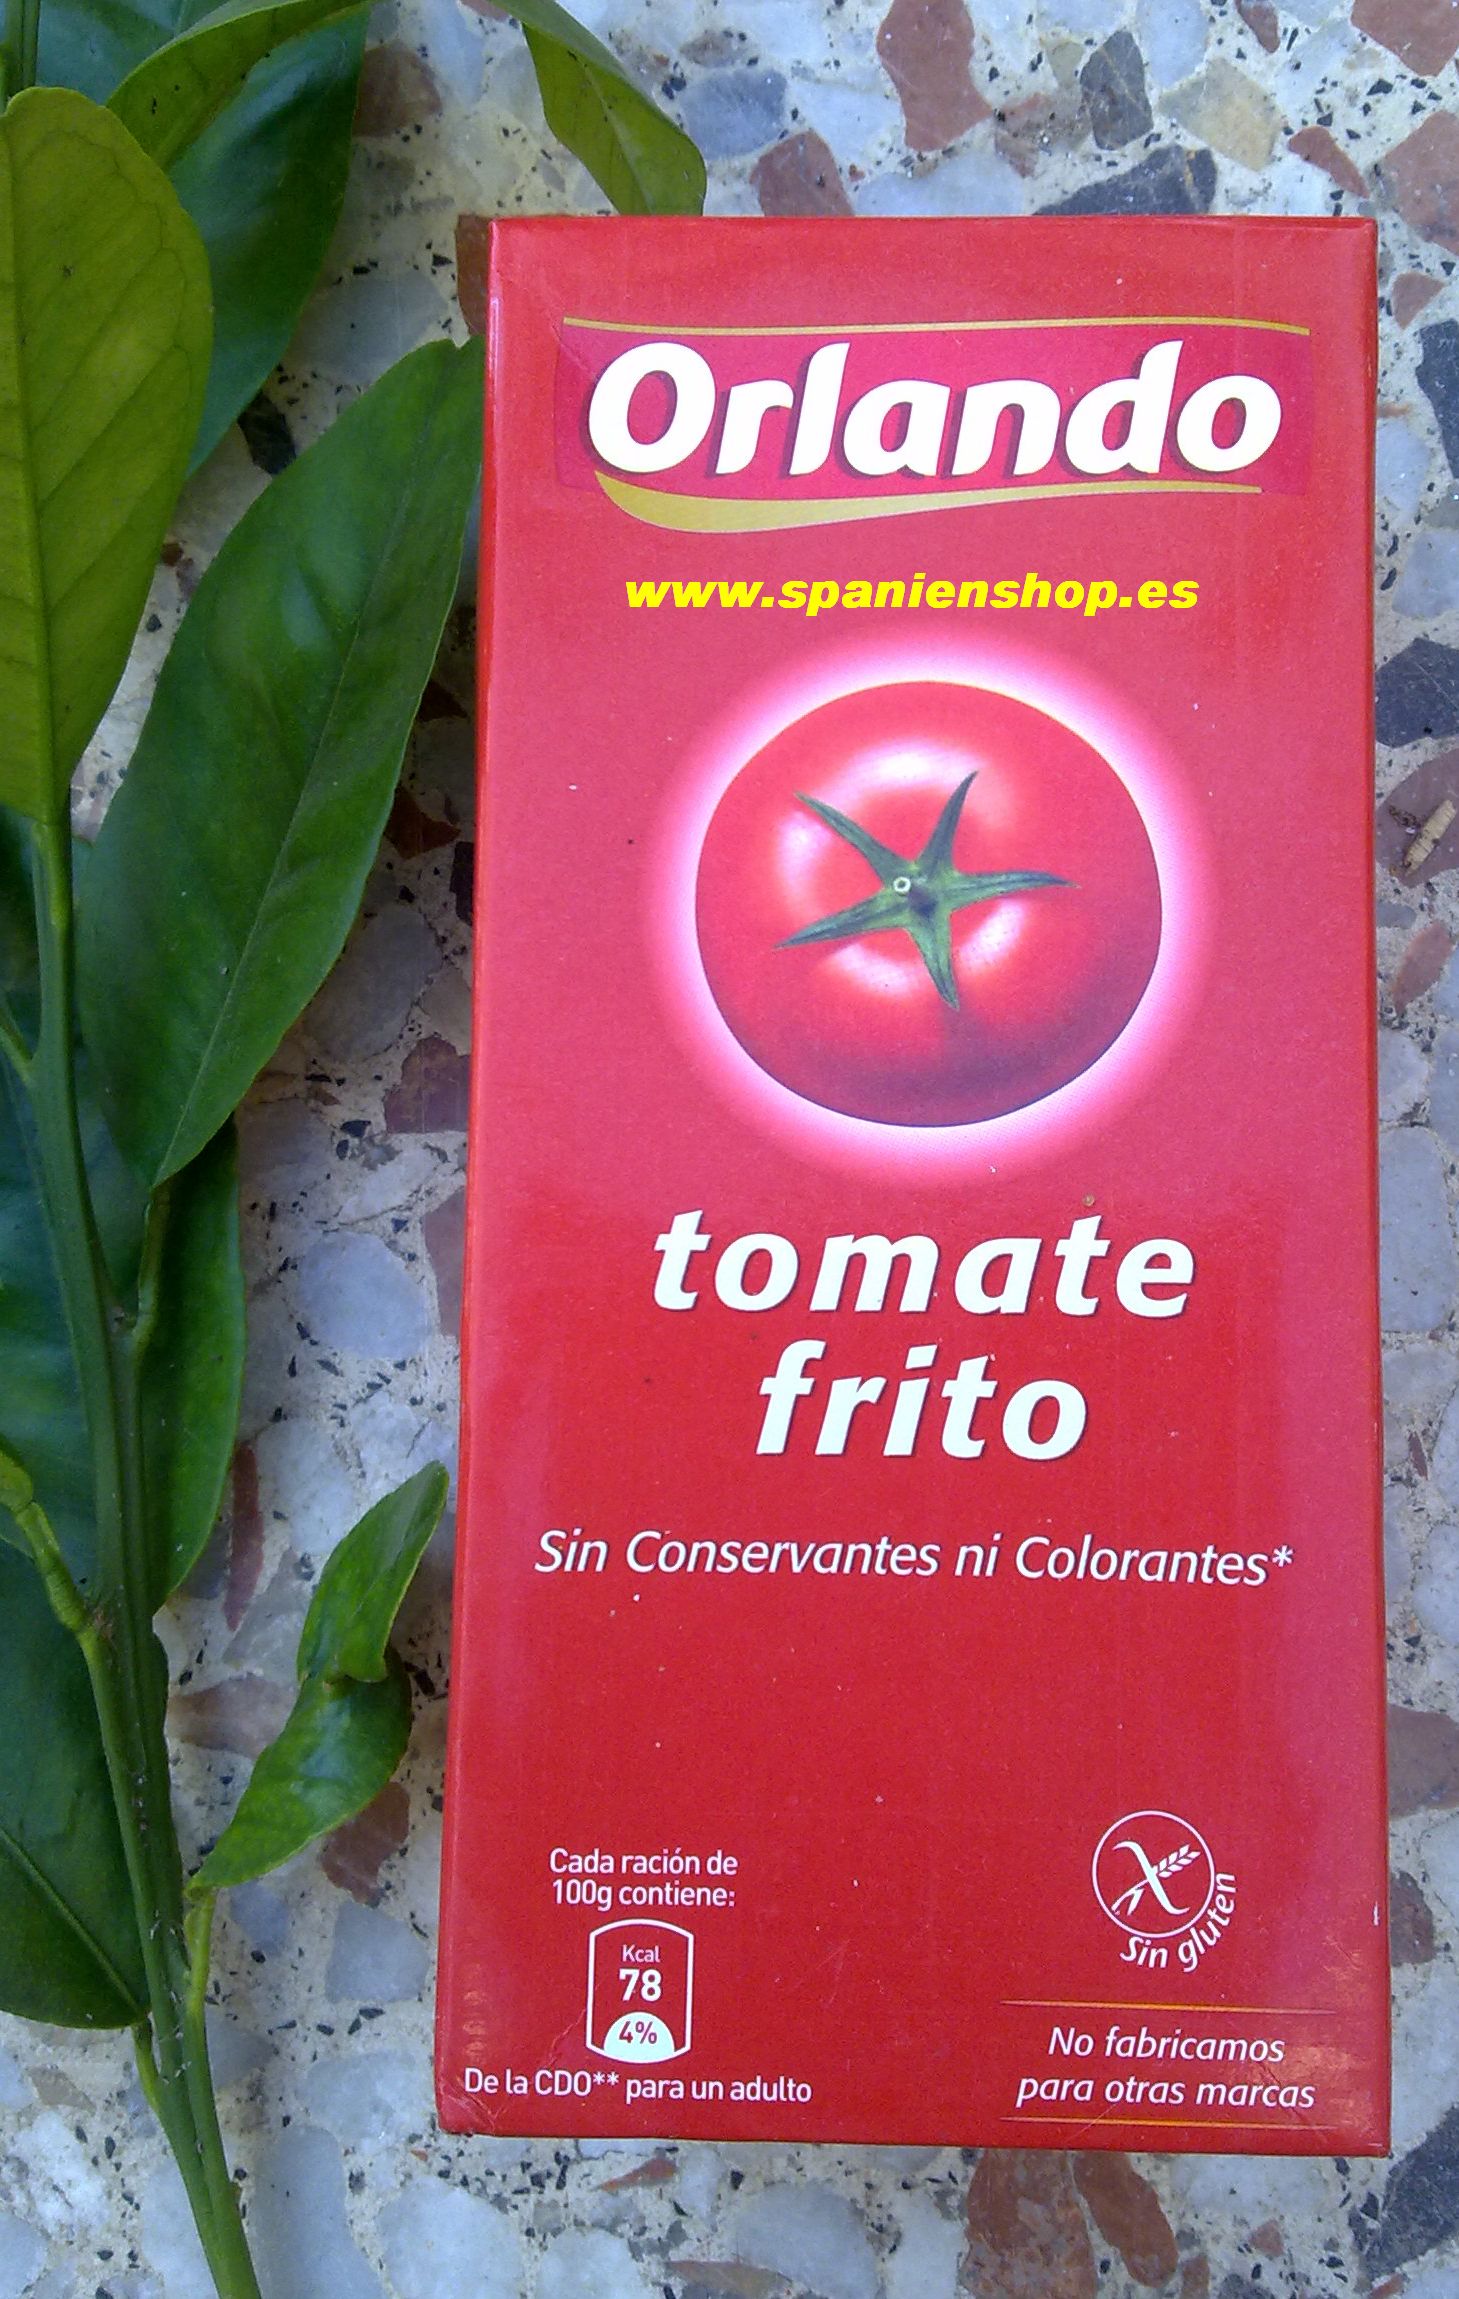 Orlando
www.spanienshop.es
tomate
frito
Sin Conservantes ni Colorantes*
Cada ración de
100g contiene:
Kcal
78
4%
De la CDO** para un adulto
Sin gluten
No fabricamos
para otras marcas